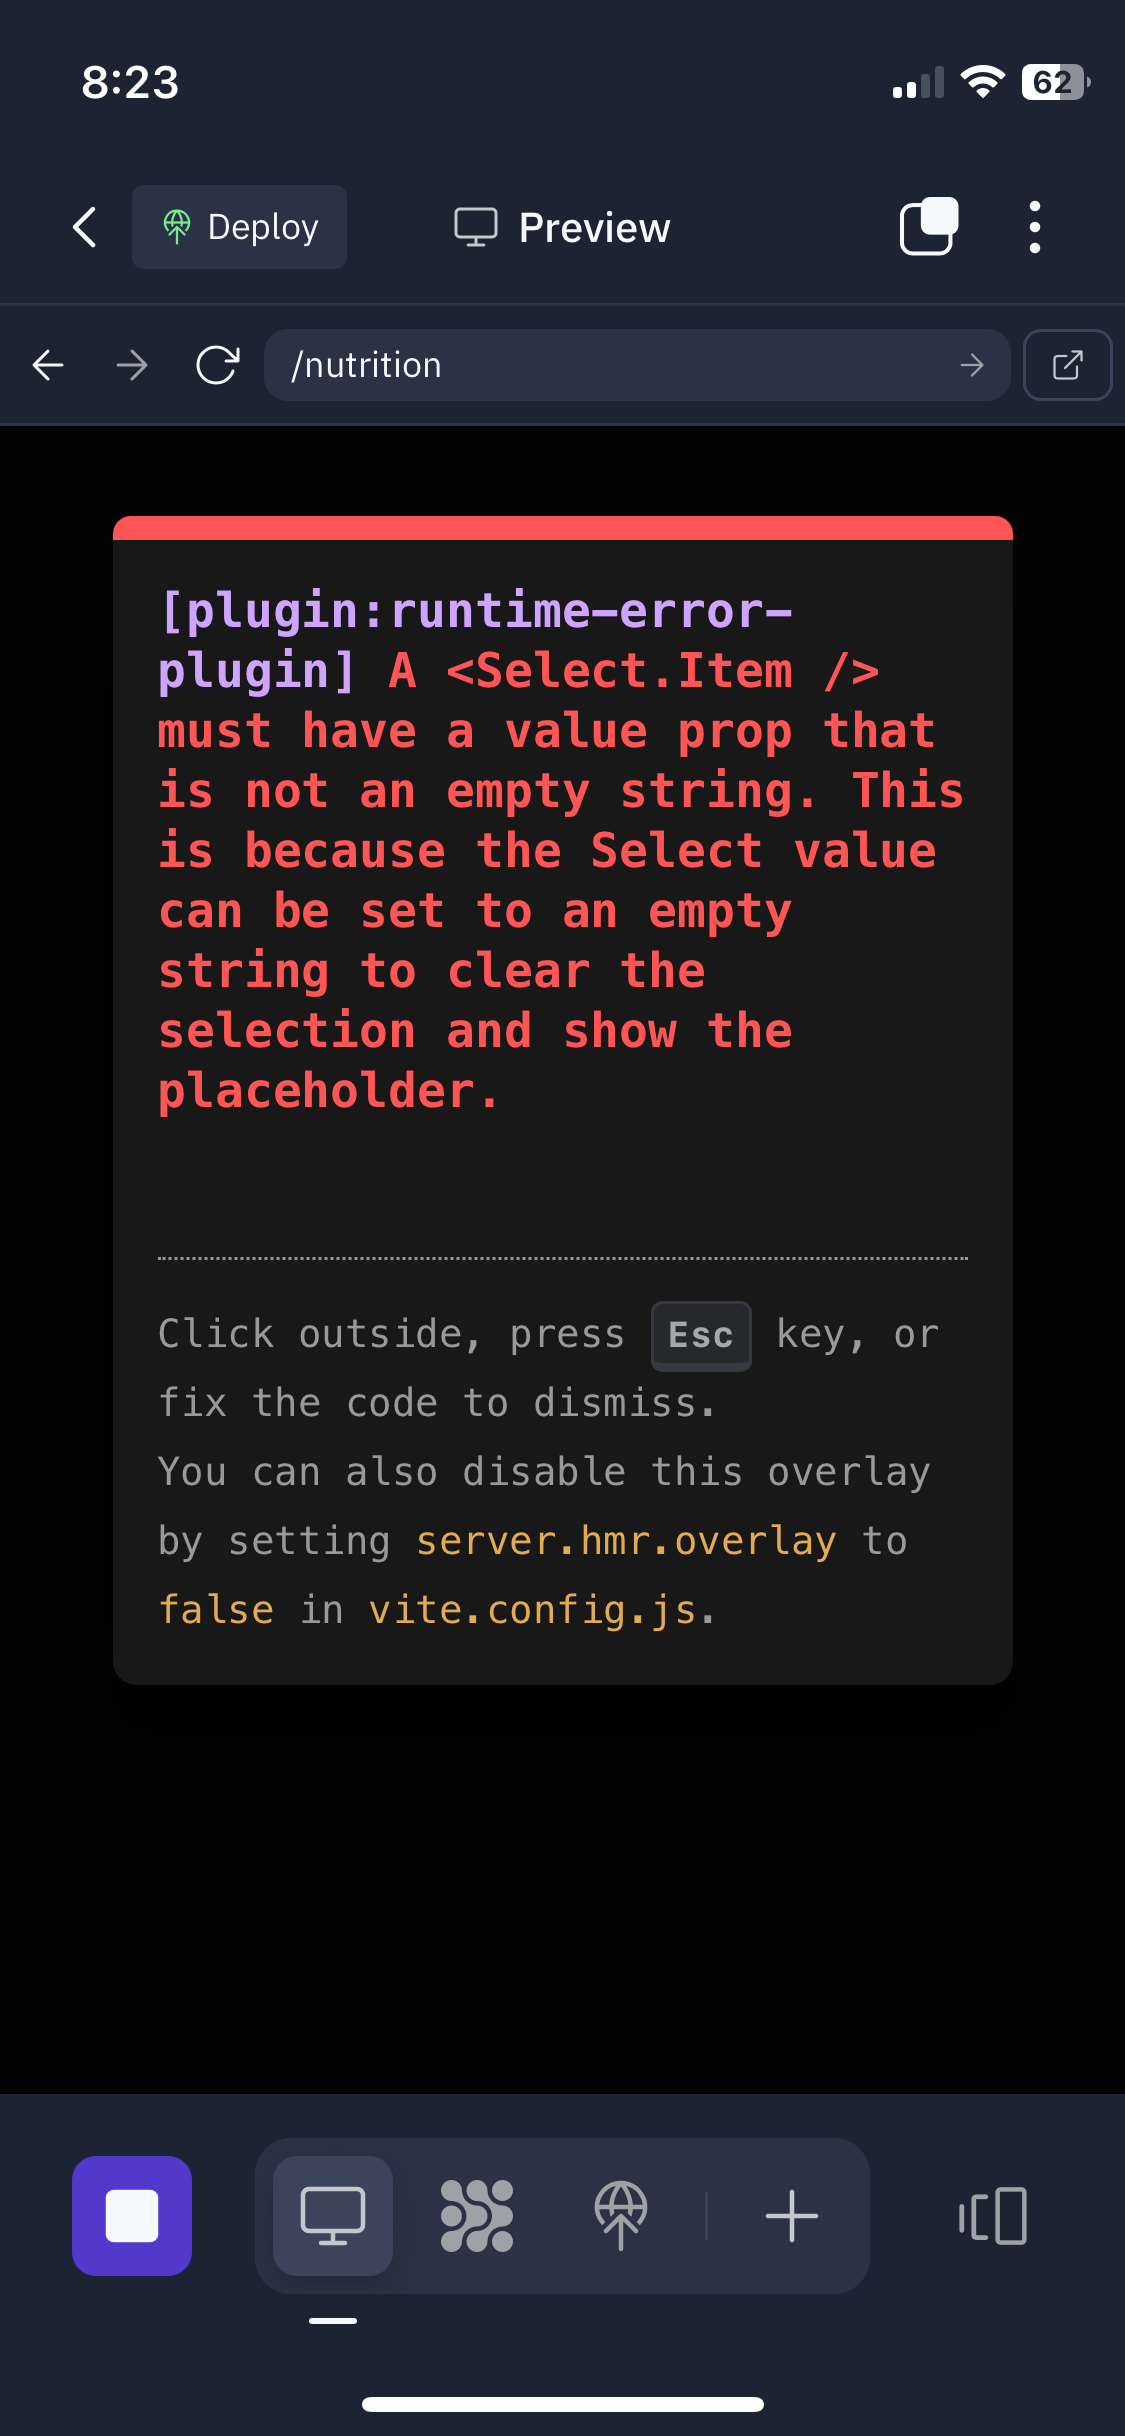 8:23
62
Deploy
Preview
/nutrition
[plugin:runtime-error-
plugin] A <Select.Item />
must have a value prop that
is not an empty string. This
is because the Select value
can be set to an empty
string to clear the
selection and show the
placeholder.
Click outside, press Esc key, or
fix the code to dismiss.
You can also disable this overlay
by setting server.hmr.overlay to
false in vite.config.js.